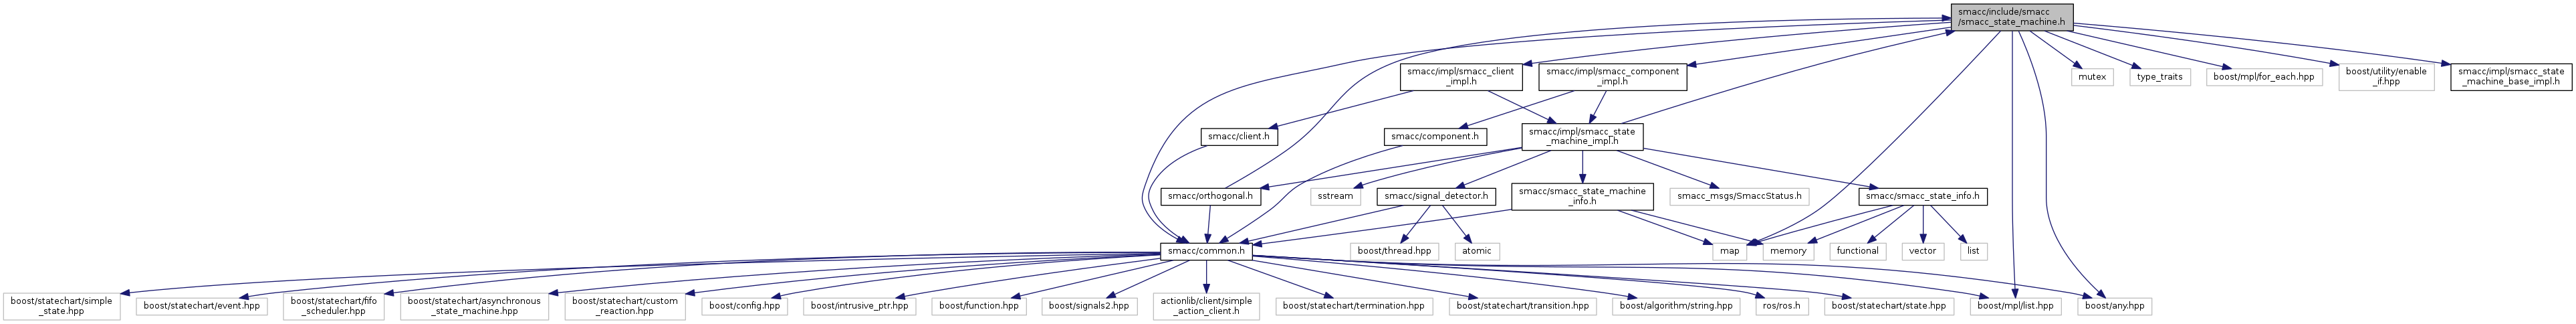 smacc/include/smacc
/smacc_state_machine.h
smacc/impl/smacc_client
_impl.h
smacc/impl/smacc_component
_impl.h
mutex
type_traits
boost/mpl/for_each.hpp
boost/utility/enable
_if.hpp
smacc/impl/smacc_state
_machine_base_impl.h
smacc/client.h
smacc/component.h
smacc/impl/smacc_state
_machine_impl.h
smacc/orthogonal.h
sstream
smacc/signal_detector.h
smacc/smacc_state_machine
_info.h
smacc_msgs/SmaccStatus.h
smacc/smacc_state_info.h
smacc/common.h
boost/thread.hpp
atomic
map
memory
functional
vector
list
boost/statechart/simple
_state.hpp
boost/statechart/event.hpp
boost/statechart/fifo
_scheduler.hpp
boost/statechart/asynchronous
_state_machine.hpp
boost/statechart/custom
_reaction.hpp
boost/config.hpp
boost/intrusive_ptr.hpp
boost/function.hpp
boost/signals2.hpp
actionlib/client/simple
_action_client.h
boost/statechart/termination.hpp
boost/statechart/transition.hpp
boost/algorithm/string.hpp
ros/ros.h
boost/statechart/state.hpp
boost/mpl/list.hpp
boost/any.hpp